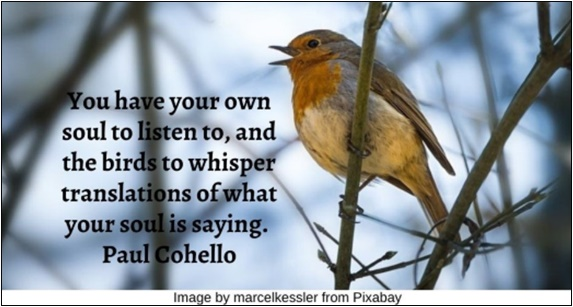 You have your own
soul to listen to, and
the birds to whisper
translations of what
your soul is saying.
Paul Cohello
Image by marcelkessler from Pixabay